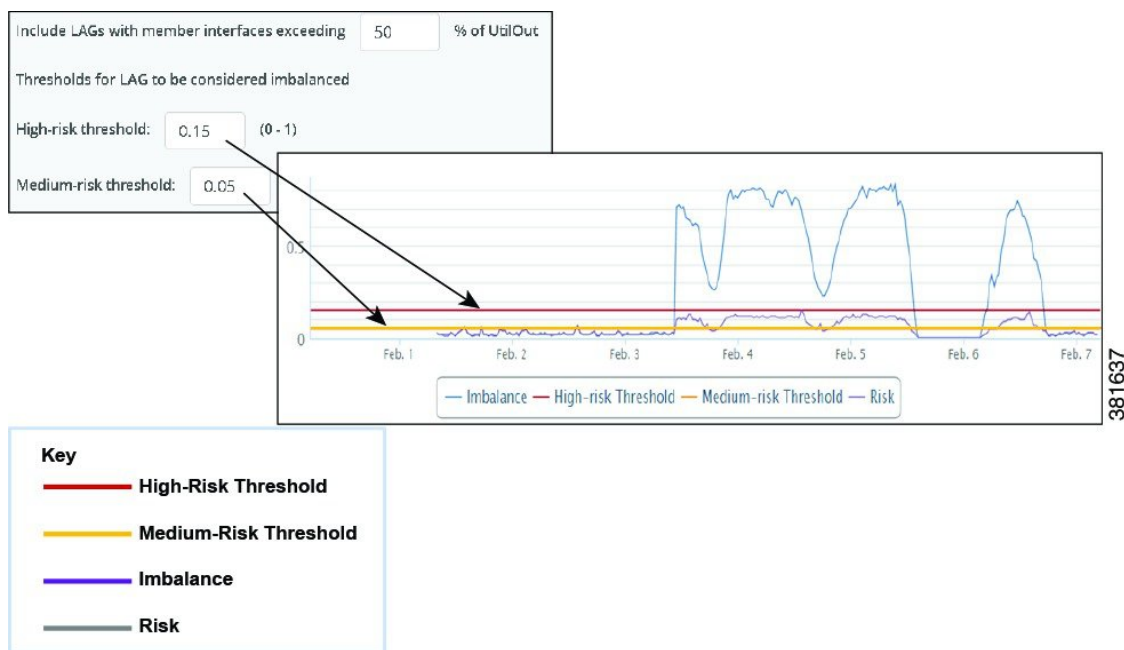 Include LAGs with member interfaces exceeding 50 % of UtilOut
Thresholds for LAG to be considered imbalanced
High-risk threshold: 0.15 (0 - 1)
Medium-risk threshold: 0.05
0.5
0
Feb. 1 Feb. 2 Feb. 3 Feb. 4 Feb. 5 Feb. 6 Feb. 7
Imbalance High-risk Threshold Medium-risk Threshold Risk
381637
Key
High-Risk Threshold
Medium-Risk Threshold
Imbalance
Risk